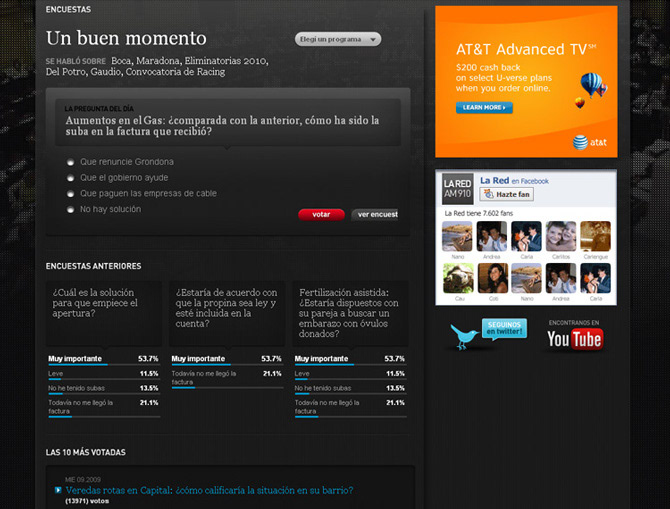 ENCUESTAS
Un buen momento
Elegí un programa...
SE HABLÓ SOBRE Boca, Maradona, Eliminatorias 2010,
Del Potro, Gaudio, Convocatoria de Racing
LA PREGUNTA DEL DÍA
Aumentos en el Gas: ¿comparada con la anterior, cómo ha sido la
suba en la factura que recibió?
Que renuncie Grondona
Que el gobierno ayude
Que paguen las empresas de cable
No hay solución
votar
ver encuest
ENCUESTAS ANTERIORES
¿Cuál es la solución
para que empiece el
apertura?
Muy importante 53.7%
Leve 11.5%
No he tenido subas 13.5%
Todavía no me llegó la 21.1%
factura
¿Estaría de acuerdo con
que la propina sea ley y
esté incluida en la
cuenta?
Muy importante 53.7%
Todavía no me llegó la 21.1%
factura
Fertilización asistida:
¿Estaría dispuestos con
su pareja a buscar un
embarazo con óvulos
donados?
Muy importante 53.7%
Leve 11.5%
No he tenido subas 13.5%
Todavía no me llegó la 21.1%
factura
LAS 10 MÁS VOTADAS
MIE 09.2009
Veredas rotas en Capital: ¿cómo calificaría la situación en su barrio?
(13971) votos
AT&T Advanced TV℠
$200 cash back
on select U-verse plans
when you order online.
LEARN MORE
at&t
LA RED
AM910
La Red en Facebook
Hazte fan
La Red tiene 7.602 fans
Nano Andrea Carla Carlitos Carlengue
Cau Coti Nano Andrea Carla
SEGUINOS
en twitter!
ENCONTRANOS EN
YouTube